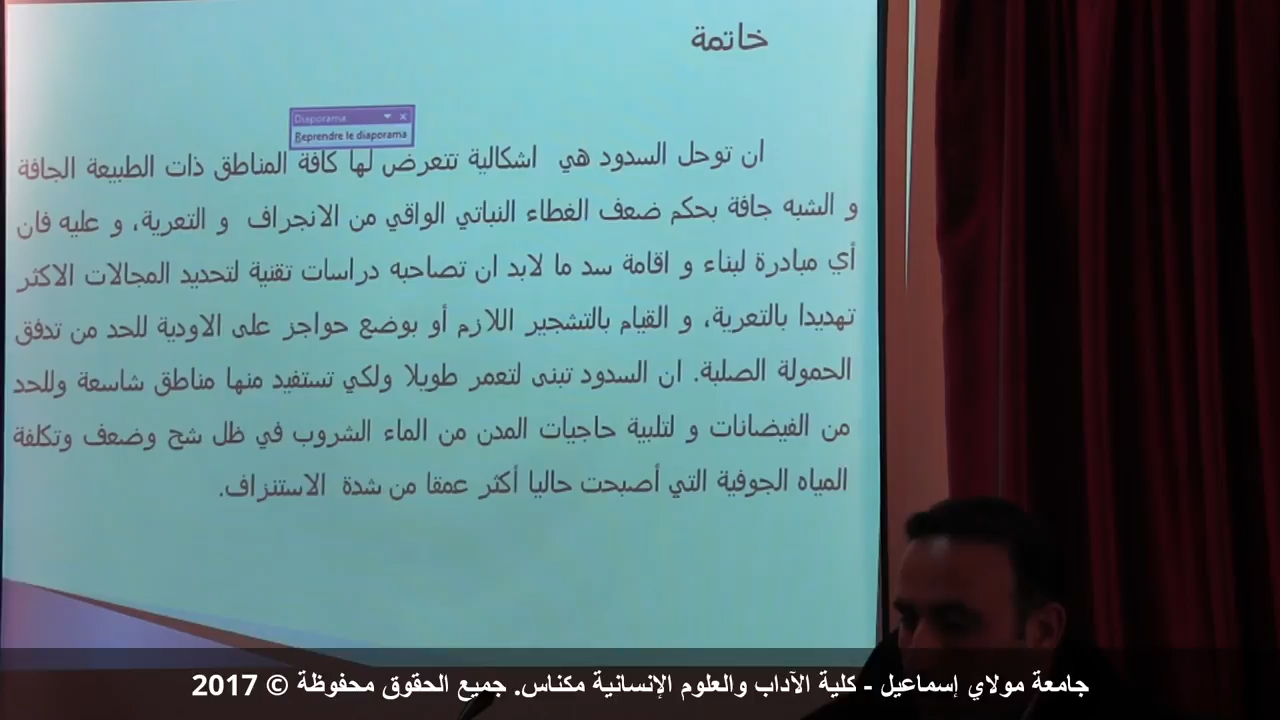 خاتمة
Diaporama
Reprendre le diaporama
ان توحل السدود هي اشكالية تتعرض لها كافة المناطق ذات الطبيعة الجافة
و الشبه جافة بحكم ضعف الغطاء النباتي الواقي من الانجراف و التعرية، و عليه فان
أي مبادرة لبناء و اقامة سد ما لابد ان تصاحبه دراسات تقنية لتحديد المجالات الاكثر
تهديدا بالتعرية، و القيام بالتشجير اللازم أو بوضع حواجز على الاودية للحد من تدفق
الحمولة الصلبة. ان السدود تبنى لتعمر طويلا ولكي تستفيد منها مناطق شاسعة وللحد
من الفيضانات و لتلبية حاجيات المدن من الماء الشروب في ظل شح وضعف وتكلفة
المياه الجوفية التي أصبحت حاليا أكثر عمقا من شدة الاستنزاف.
جامعة مولاي إسماعيل - كلية الآداب والعلوم الإنسانية مكناس. جميع الحقوق محفوظة © 2017